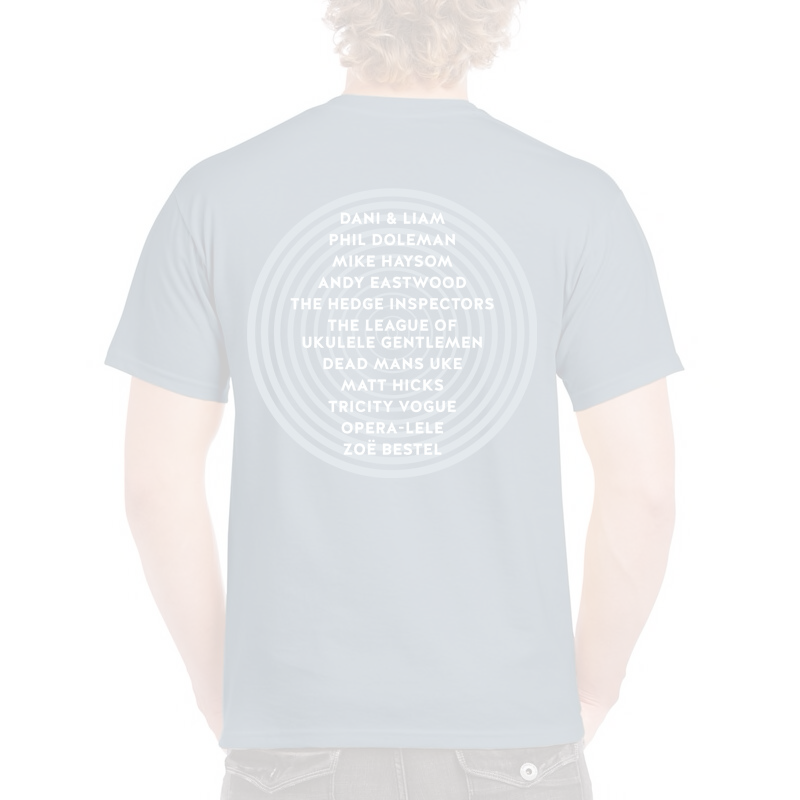 DANI & LIAM
PHIL DOLEMAN
MIKE HAYSOM
ANDY EASTWOOD
THE HEDGE INSPECTORS
THE LEAGUE OF
UKULELE GENTLEMEN
DEAD MANS UKE
MATT HICKS
TRICITY VOGUE
OPERA-LELE
ZOË BESTEL